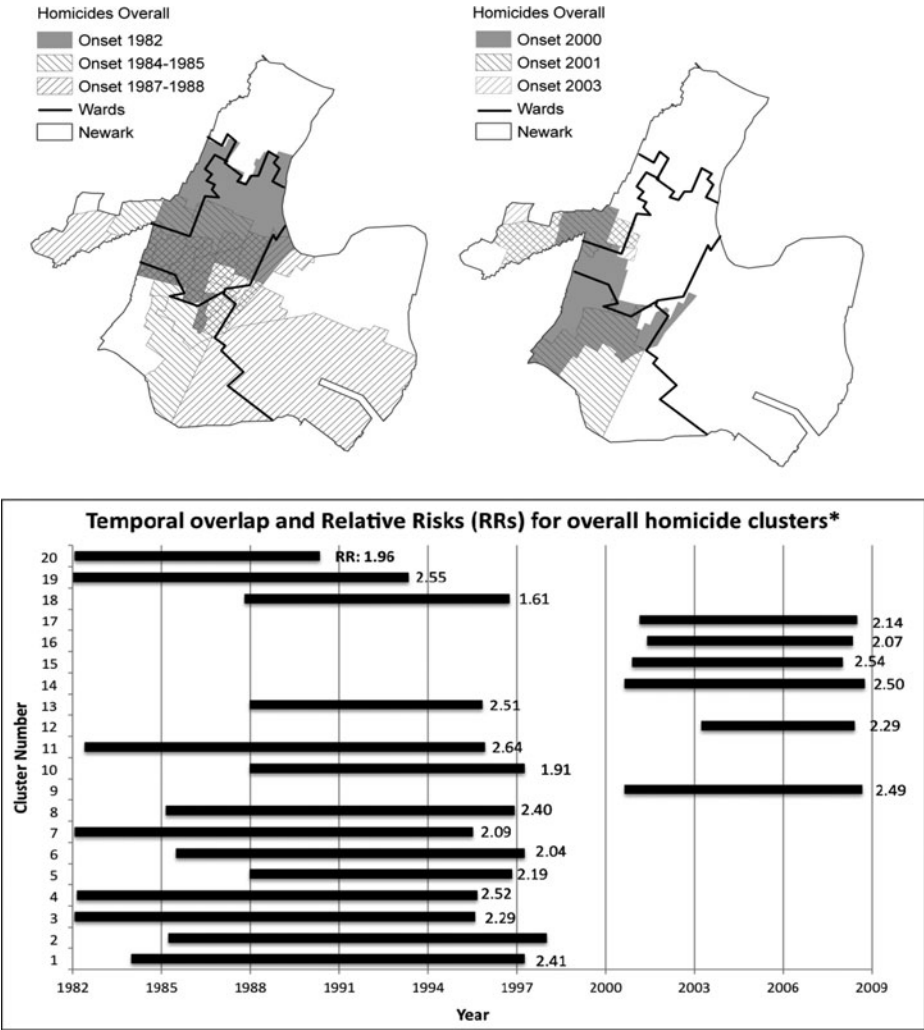 Homicides Overall
Onset 1982
Onset 1984-1985
Onset 1987-1988
Wards
Newark
Homicides Overall
Onset 2000
Onset 2001
Onset 2003
Wards
Newark
Temporal overlap and Relative Risks (RRs) for overall homicide clusters*
Cluster Number
20 RR: 1.96
19 2.55
18 1.61
17 2.14
16 2.07
15 2.54
14 2.50
13 2.51
12 2.29
11 2.64
10 1.91
9 2.49
8 2.40
7 2.09
6 2.04
5 2.19
4 2.52
3 2.29
2
1 2.41
1982 1985 1988 1991 1994 1997 2000 2003 2006 2009
Year